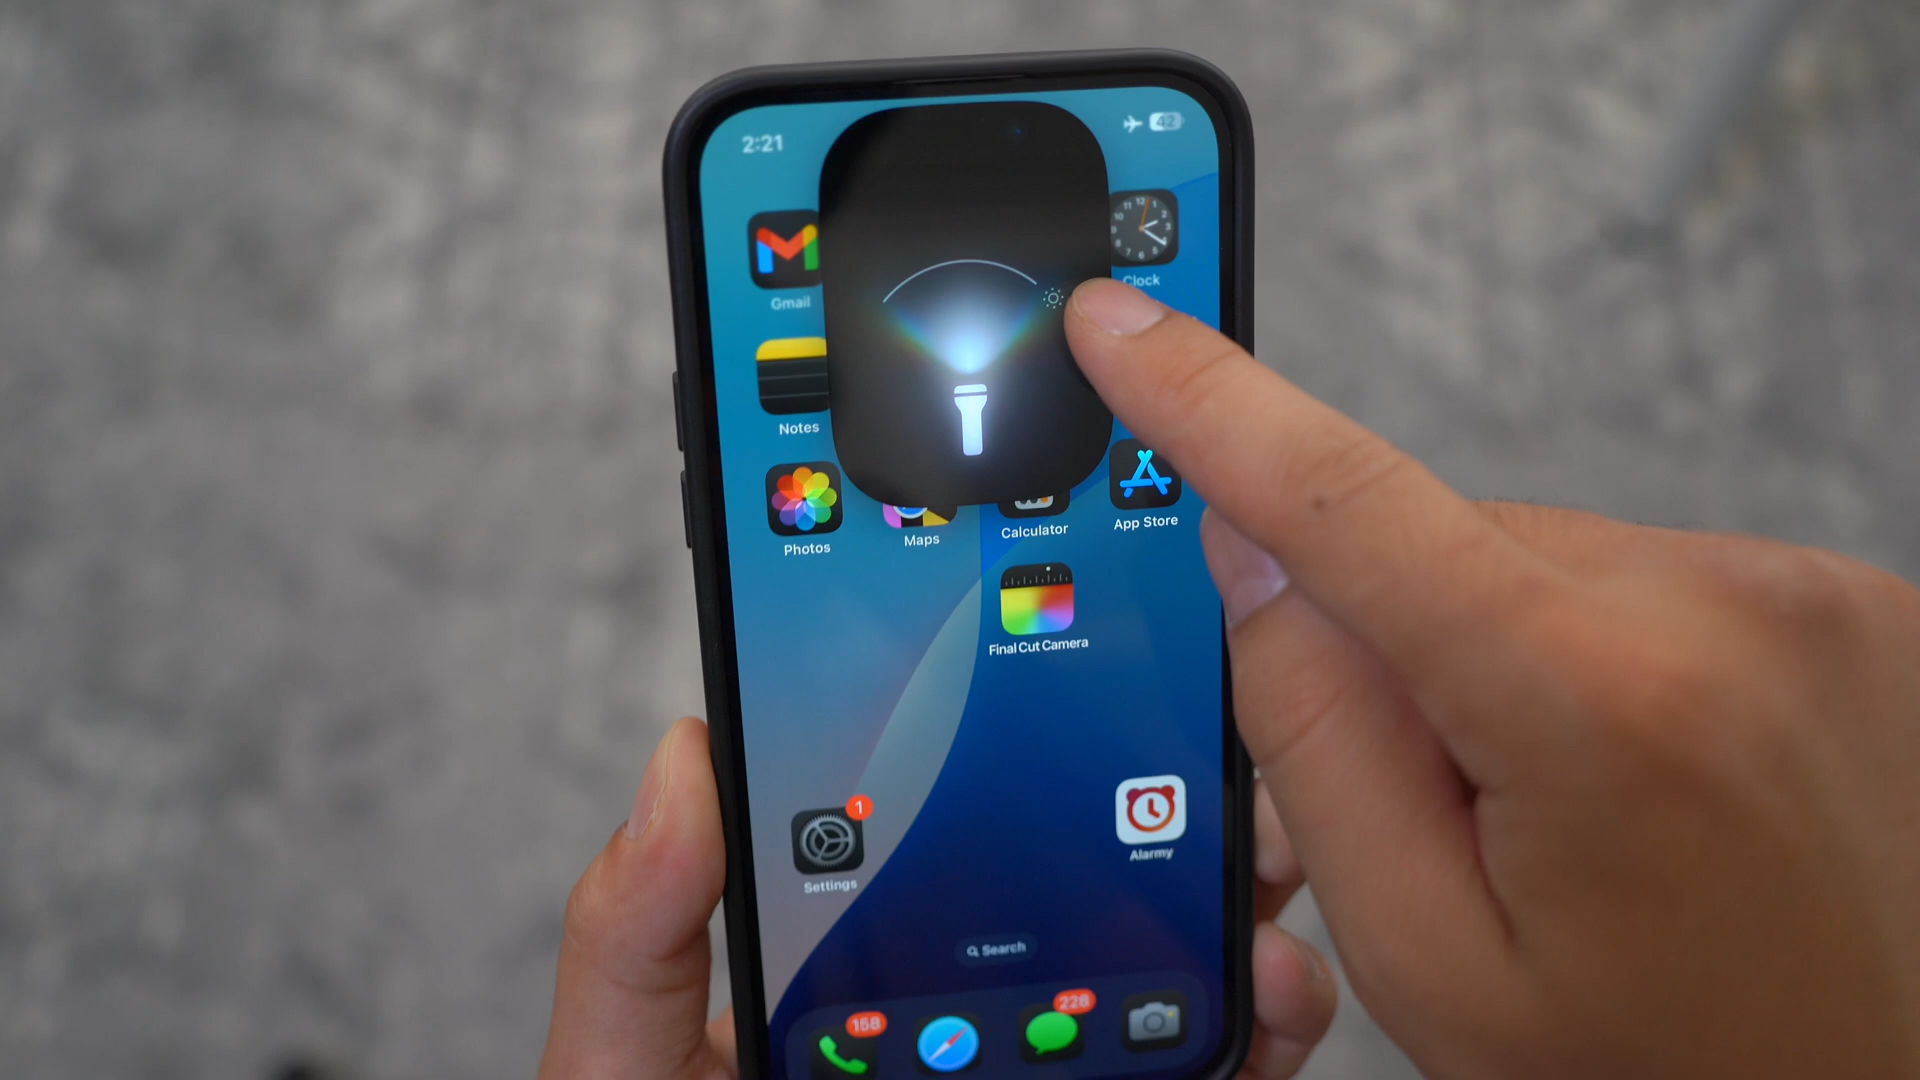 2:21
42
Gmail
Clock
Notes
Photos
Maps
Calculator
App Store
Final Cut Camera
1
Settings
Alarmy
Search
158
228